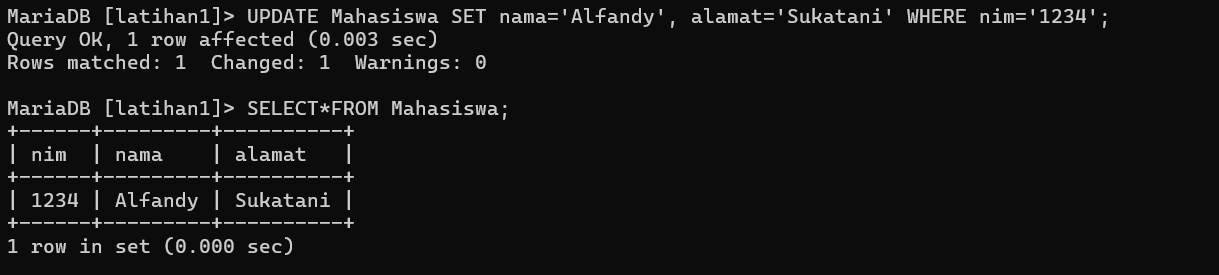 MariaDB [latihan1]> UPDATE Mahasiswa SET nama='Alfandy', alamat='Sukatani' WHERE nim='1234';
Query OK, 1 row affected (0.003 sec)
Rows matched: 1  Changed: 1  Warnings: 0
MariaDB [latihan1]> SELECT*FROM Mahasiswa;
+------+---------+----------+
| nim  | nama    | alamat   |
+------+---------+----------+
| 1234 | Alfandy | Sukatani |
+------+---------+----------+
1 row in set (0.000 sec)